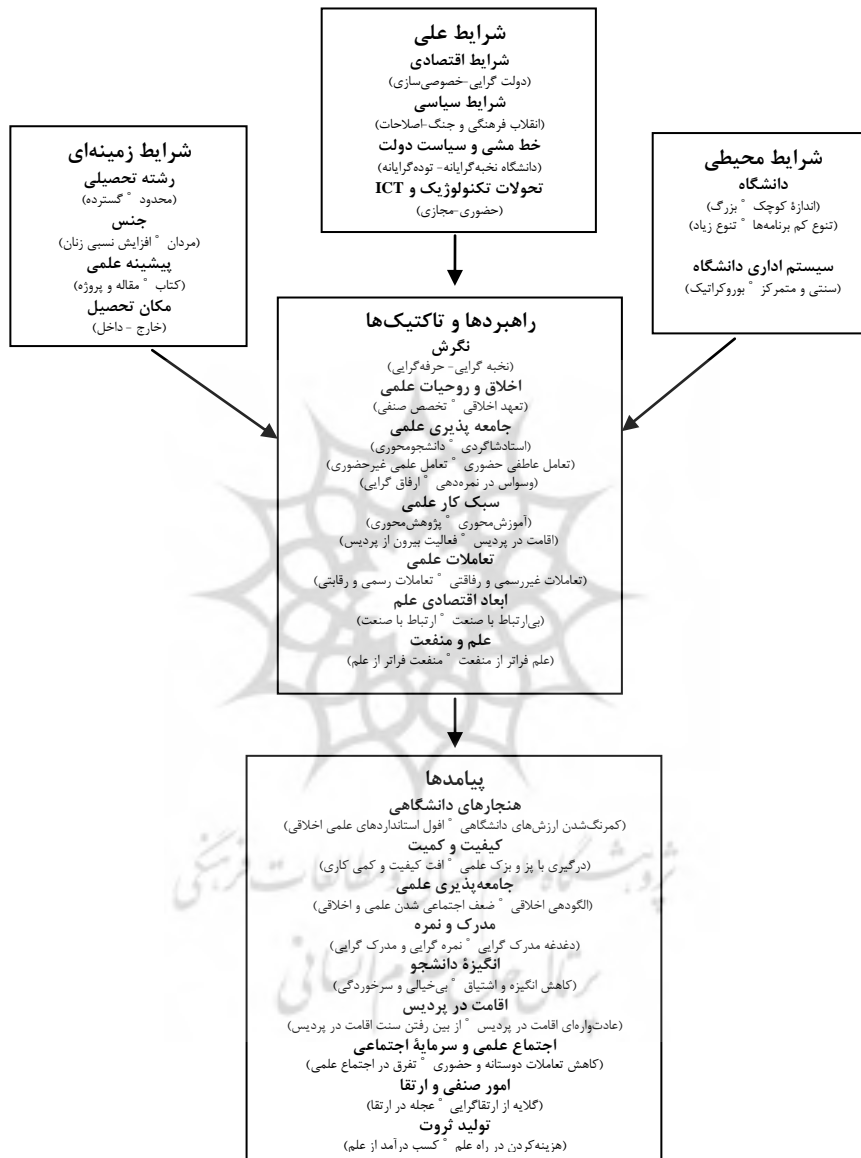 شرایط علی
شرایط اقتصادی
(دولت گرایی-خصوصی‌سازی)
شرایط سیاسی
(انقلاب فرهنگی و جنگ-اصلاحات)
خط مشی و سیاست دولت
(دانشگاه نخبه‌گرایانه- توده‌گرایانه)
تحولات تکنولوژیک و ICT
(حضوری-مجازی)
شرایط محیطی
دانشگاه
(اندازۀ کوچک ° بزرگ)
(تنوع کم برنامه‌ها ° تنوع زیاد)
سیستم اداری دانشگاه
(سنتی و متمرکز ° بوروکراتیک)
شرایط زمینه‌ای
رشته تحصیلی
(محدود ° گسترده)
جنس
(مردان ° افزایش نسبی زنان)
پیشینه علمی
(کتاب ° مقاله و پروژه)
مکان تحصیل
(خارج - داخل)
راهبردها و تاکتیک‌ها
نگرش
(نخبه گرایی- حرفه‌گرایی)
اخلاق و روحیات علمی
(تعهد اخلاقی ° تخصص صنفی)
جامعه پذیری علمی
(استادشاگردی ° دانشجومحوری)
(تعامل عاطفی حضوری ° تعامل علمی غیرحضوری)
(وسواس در نمره‌دهی ° ارفاق گرایی)
سبک کار علمی
(آموزش‌محوری ° پژوهش‌محوری)
(اقامت در پردیس ° فعالیت بیرون از پردیس)
تعاملات علمی
(تعاملات غیررسمی و رفاقتی ° تعاملات رسمی و رقابتی)
ابعاد اقتصادی علم
(بی‌ارتباط با صنعت ° ارتباط با صنعت)
علم و منفعت
(علم فراتر از منفعت ° منفعت فراتر از علم)
پیامدها
هنجارهای دانشگاهی
(کمرنگ‌شدن ارزش‌های دانشگاهی ° افول استانداردهای علمی اخلاقی)
کیفیت و کمیت
(درگیری با پز و بزک علمی ° افت کیفیت و کمی کاری)
جامعه‌پذیری علمی
(الگودهی اخلاقی ° ضعف اجتماعی شدن علمی و اخلاقی)
مدرک و نمره
(دغدغه مدرک گرایی ° نمره گرایی و مدرک گرایی)
انگیزۀ دانشجو
(کاهش انگیزه و اشتیاق ° بی‌خیالی و سرخوردگی)
اقامت در پردیس
(عادت‌واره‌ای اقامت در پردیس ° از بین رفتن سنت اقامت در پردیس)
اجتماع علمی و سرمایۀ اجتماعی
(کاهش تعاملات دوستانه و حضوری ° تفرق در اجتماع علمی)
امور صنفی و ارتقا
(گلایه از ارتقاگرایی ° عجله در ارتقا)
تولید ثروت
(هزینه‌کردن در راه علم ° کسب درآمد از علم)
پژوهشگاه علوم انسانی و مطالعات فرهنگی
پرتال جامع علوم انسانی